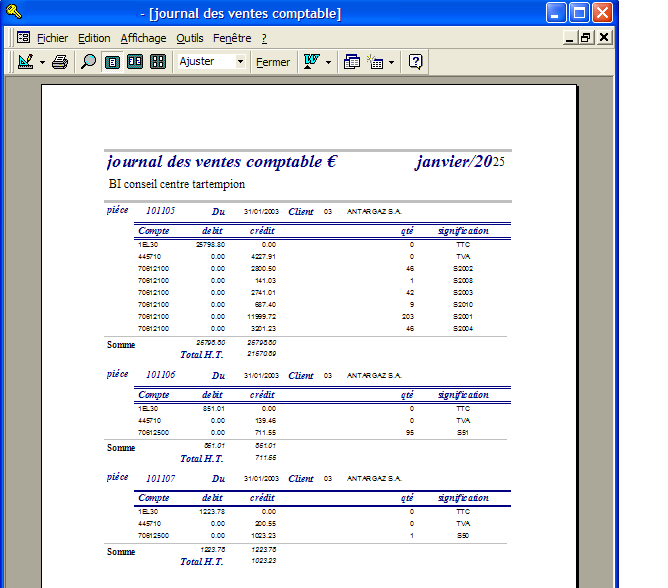 - [journal des ventes comptable]
Fichier Edition Affichage Outils Fenêtre ?
Ajuster Fermer
journal des ventes comptable € janvier/2025
BI conseil centre tartempion
pièce 101105 Du 31/01/2003 Client 03 ANTARGAZ S.A.
Compte debit crédit qté signification
1EL30 25798.80 0.00 0 TTC
445710 0.00 4227.91 0 TVA
70612100 0.00 2800.50 46 S2002
70612100 0.00 141.03 1 S2008
70612100 0.00 2741.01 42 S2003
70612100 0.00 687.40 9 S2010
70612100 0.00 11999.72 203 S2001
70612100 0.00 3201.23 46 S2004
Somme 25798.80 25798.80
Total H.T. 21570.89
pièce 101106 Du 31/01/2003 Client 03 ANTARGAZ S.A.
Compte debit crédit qté signification
1EL30 851.01 0.00 0 TTC
445710 0.00 139.46 0 TVA
70612500 0.00 711.55 95 S51
Somme 851.01 851.01
Total H.T. 711.55
pièce 101107 Du 31/01/2003 Client 03 ANTARGAZ S.A.
Compte debit crédit qté signification
1EL30 1223.78 0.00 0 TTC
445710 0.00 200.55 0 TVA
70612500 0.00 1023.23 1 S50
Somme 1223.78 1223.78
Total H.T. 1023.23